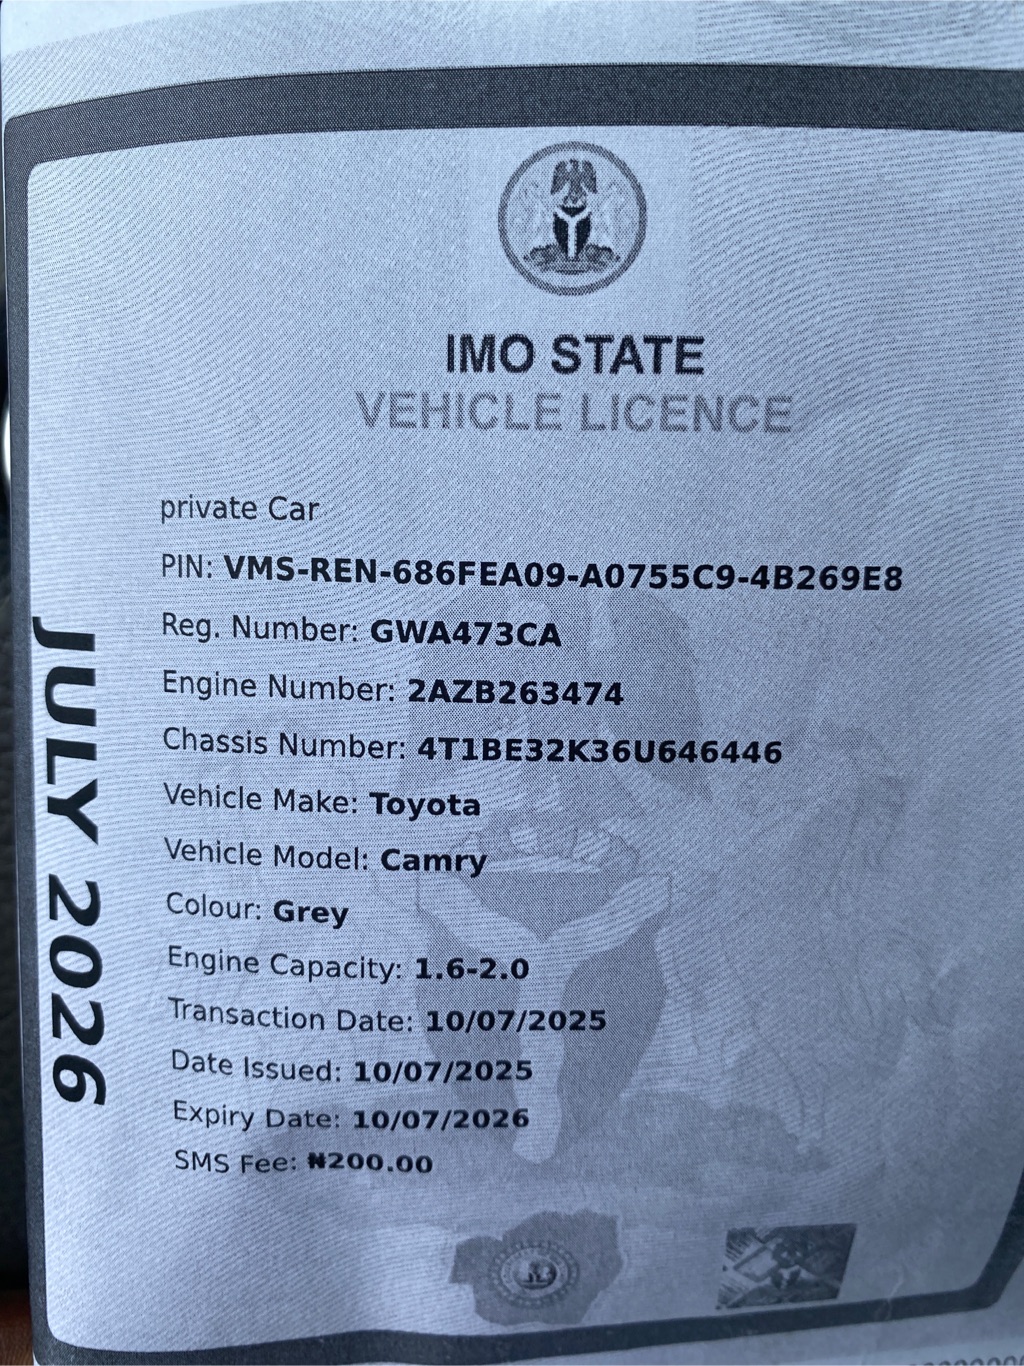 IMO STATE
VEHICLE LICENCE
private Car
PIN: VMS-REN-686FEA09-A0755C9-4B269E8
Reg. Number: GWA473CA
Engine Number: 2AZB263474
Chassis Number: 4T1BE32K36U646446
Vehicle Make: Toyota
Vehicle Model: Camry
Colour: Grey
Engine Capacity: 1.6-2.0
Transaction Date: 10/07/2025
Date Issued: 10/07/2025
Expiry Date: 10/07/2026
SMS Fee: ₦200.00
JULY 2026